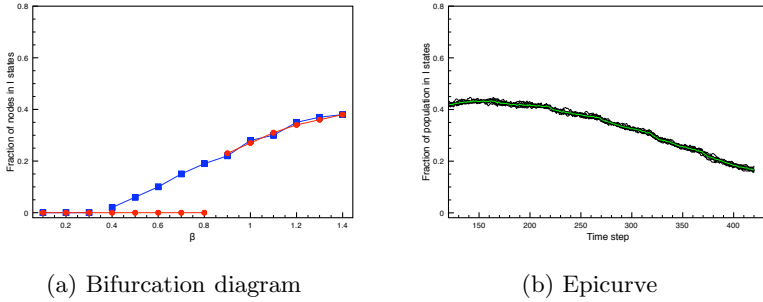 Fraction of nodes in I states
0.8
0.6
0.4
0.2
0
0.2 0.4 0.6 0.8 1 1.2 1.4
β
(a) Bifurcation diagram
Fraction of population in I states
0.8
0.6
0.4
0.2
0
150 200 250 300 350 400
Time step
(b) Epicurve